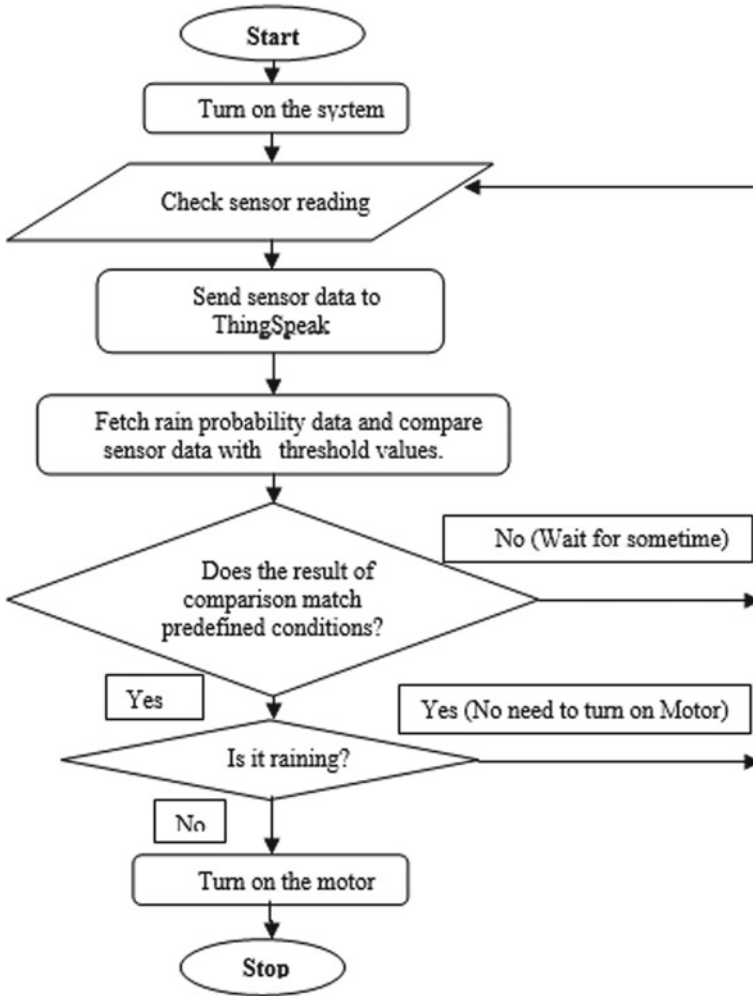 Start
Turn on the system
Check sensor reading
Send sensor data to
ThingSpeak
Fetch rain probability data and compare
sensor data with threshold values.
No (Wait for sometime)
Does the result of
comparison match
predefined conditions?
Yes
Yes (No need to turn on Motor)
Is it raining?
No
Turn on the motor
Stop